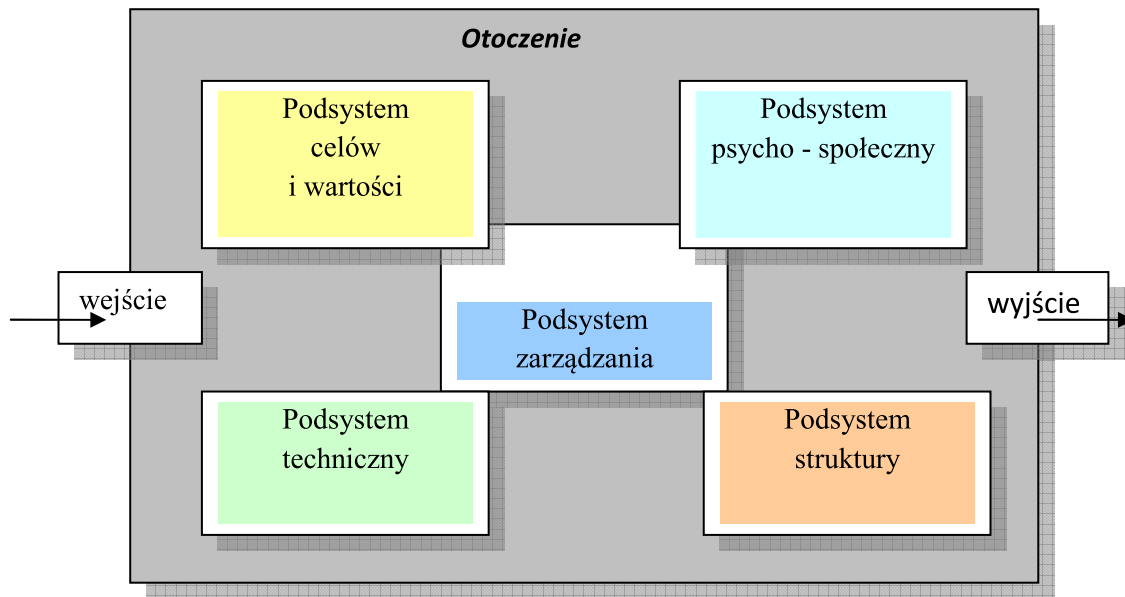 Otoczenie
Podsystem
celów
i wartości
Podsystem
psycho - społeczny
wejście
wyjście
Podsystem
zarządzania
Podsystem
techniczny
Podsystem
struktury